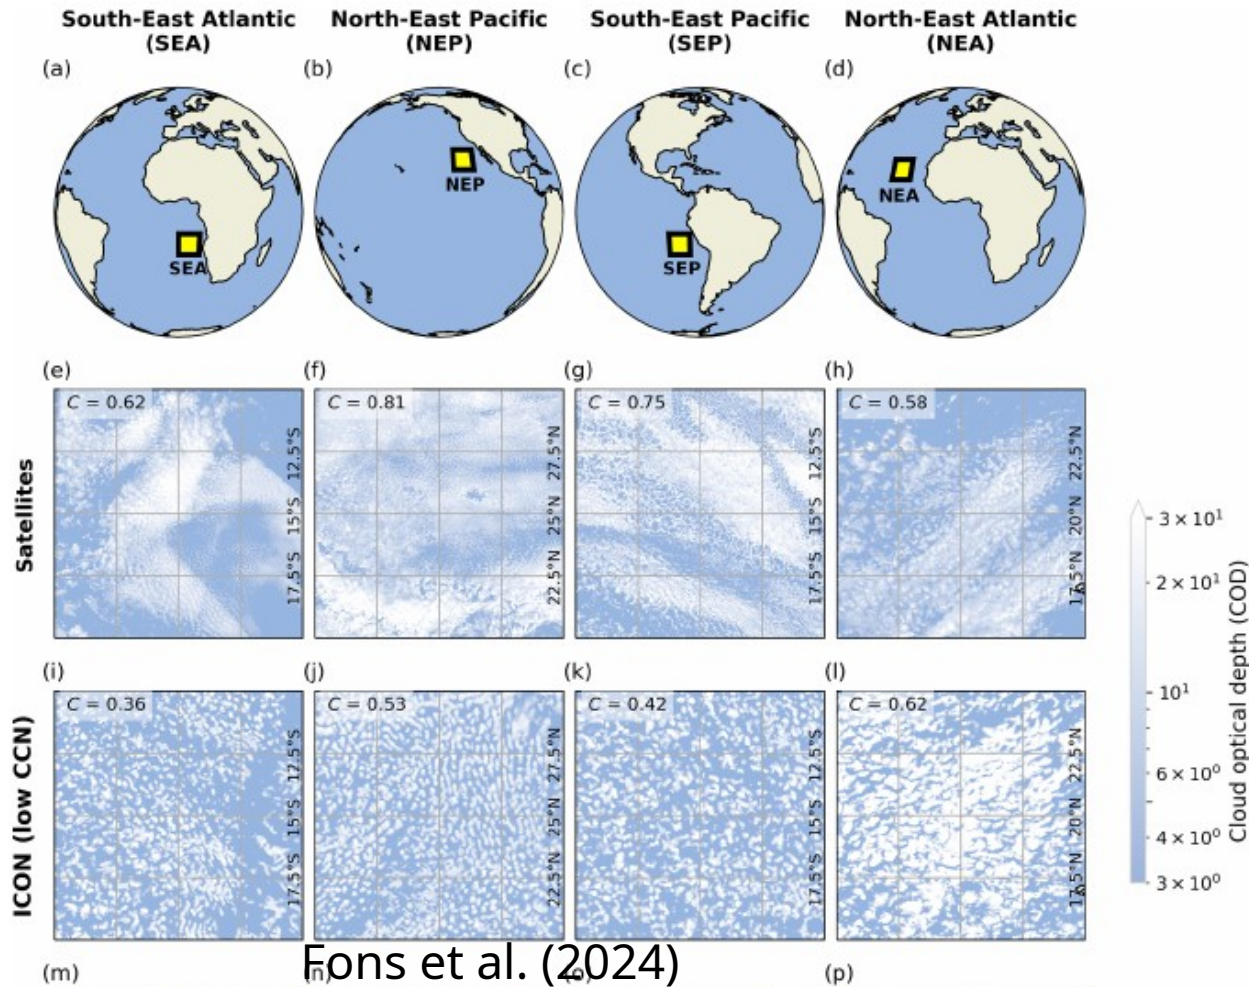 South-East Atlantic
(SEA)
North-East Pacific
(NEP)
South-East Pacific
(SEP)
North-East Atlantic
(NEA)
(a)
(b)
(c)
(d)
SEA
NEP
SEP
NEA
(e)
(f)
(g)
(h)
Satellites
C = 0.62
12.5°S
15°S
17.5°S
C = 0.81
27.5°N
25°N
22.5°N
C = 0.75
12.5°S
15°S
17.5°S
C = 0.58
22.5°N
20°N
17.5°N
(i)
(j)
(k)
(l)
ICON (low CCN)
C = 0.36
12.5°S
15°S
17.5°S
C = 0.53
27.5°N
25°N
22.5°N
C = 0.42
12.5°S
15°S
17.5°S
C = 0.62
22.5°N
20°N
17.5°N
3 × 10¹
2 × 10¹
10¹
6 × 10⁰
4 × 10⁰
3 × 10⁰
Cloud optical depth (COD)
(m)
(n)
(o)
(p)
Fons et al. (2024)